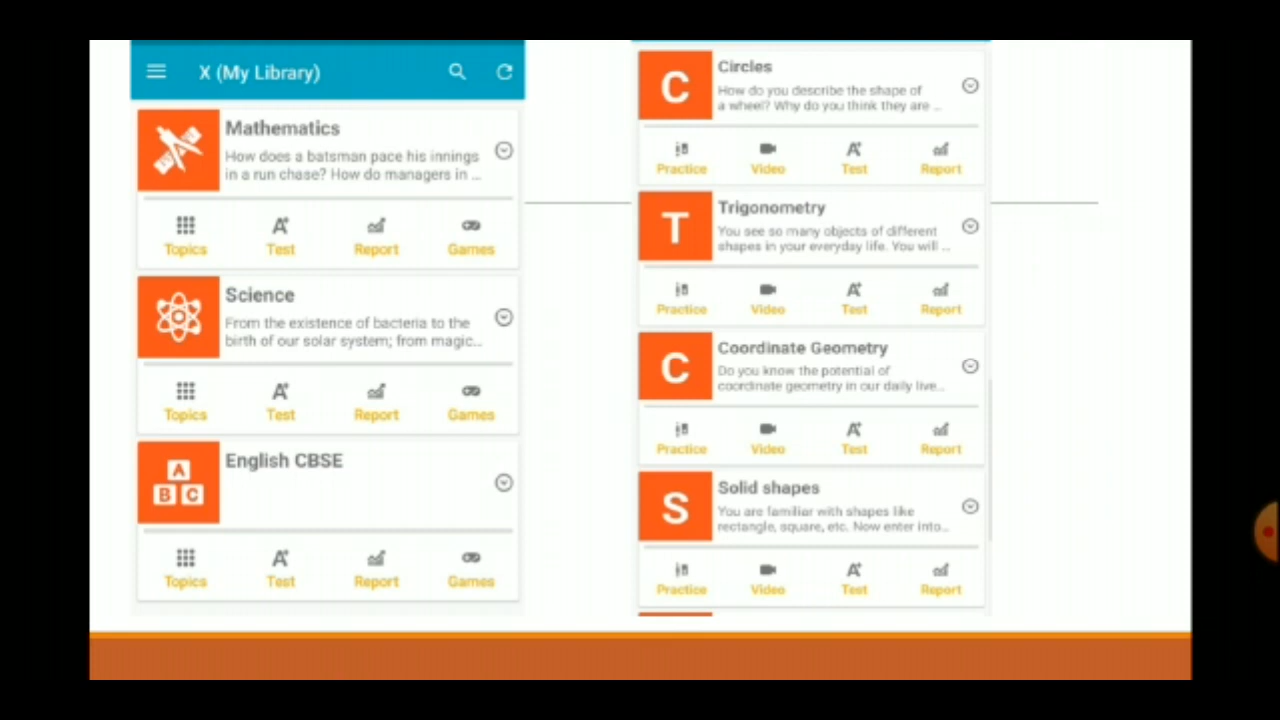 X (My Library)
Mathematics
How does a batsman pace his innings
in a run chase? How do managers in ...
Topics Test Report Games
Science
From the existence of bacteria to the
birth of our solar system; from magic...
Topics Test Report Games
A
B C
English CBSE
Topics Test Report Games
C
Circles
How do you describe the shape of
a wheel? Why do you think they are ...
Practice Video Test Report
T
Trigonometry
You see so many objects of different
shapes in your everyday life. You will ...
Practice Video Test Report
C
Coordinate Geometry
Do you know the potential of
coordinate geometry in our daily live...
Practice Video Test Report
S
Solid shapes
You are familiar with shapes like
rectangle, square, etc. Now enter into...
Practice Video Test Report